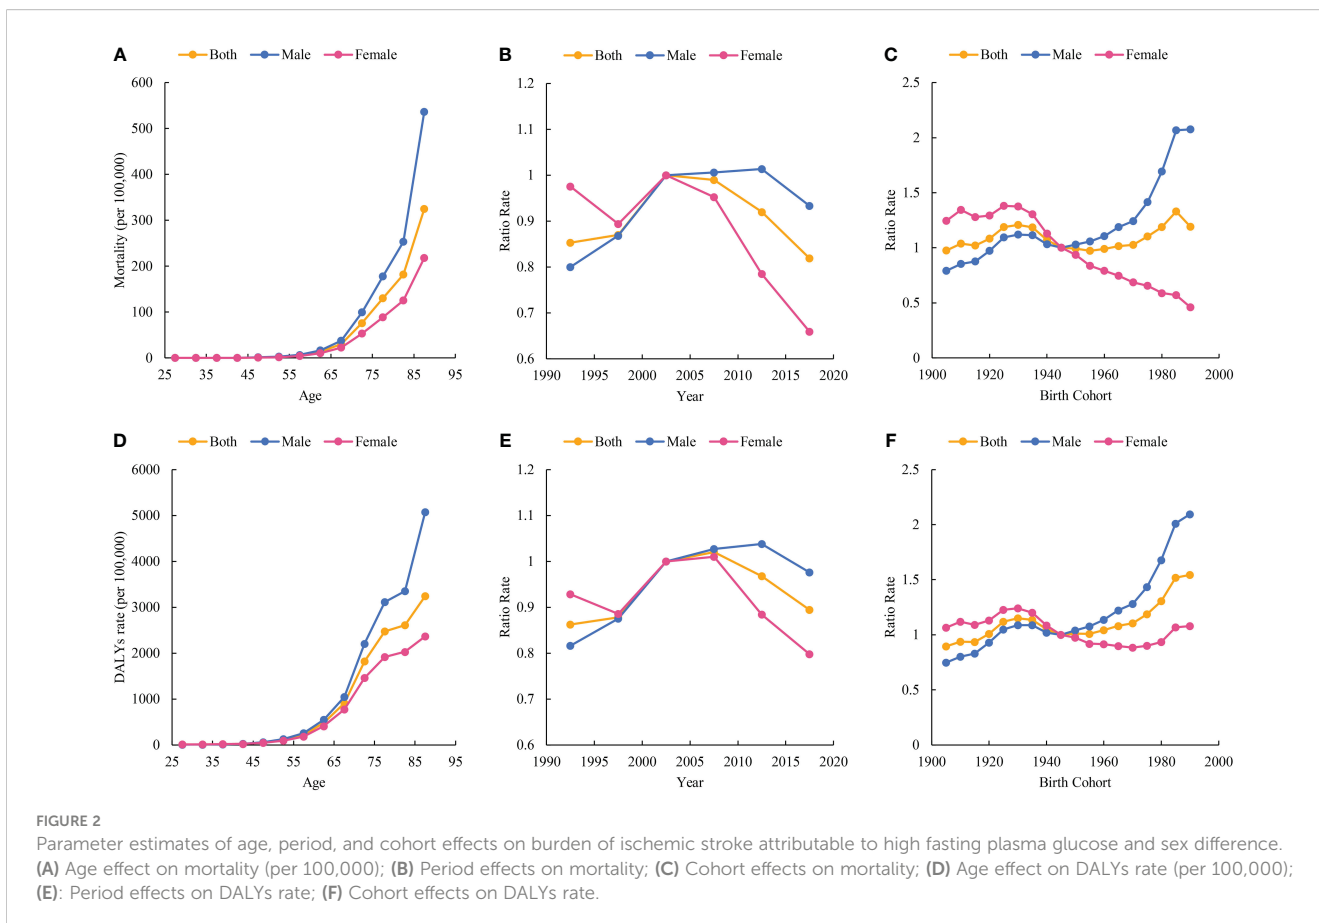 A
Both Male Female
600
500
400
300
200
100
0
Mortality (per 100,000)
25 35 45 55 65 75 85 95
Age
B
Both Male Female
1.2
1.1
1
0.9
0.8
0.7
0.6
Ratio Rate
1990 1995 2000 2005 2010 2015 2020
Year
C
Both Male Female
2.5
2
1.5
1
0.5
0
Ratio Rate
1900 1920 1940 1960 1980 2000
Birth Cohort
D
Both Male Female
6000
5000
4000
3000
2000
1000
0
DALYs rate (per 100,000)
25 35 45 55 65 75 85 95
Age
E
Both Male Female
1.2
1.1
1
0.9
0.8
0.7
0.6
Ratio Rate
1990 1995 2000 2005 2010 2015 2020
Year
F
Both Male Female
2.5
2
1.5
1
0.5
0
Ratio Rate
1900 1920 1940 1960 1980 2000
Birth Cohort
FIGURE 2
Parameter estimates of age, period, and cohort effects on burden of ischemic stroke attributable to high fasting plasma glucose and sex difference.
(A) Age effect on mortality (per 100,000); (B) Period effects on mortality; (C) Cohort effects on mortality; (D) Age effect on DALYs rate (per 100,000);
(E): Period effects on DALYs rate; (F) Cohort effects on DALYs rate.